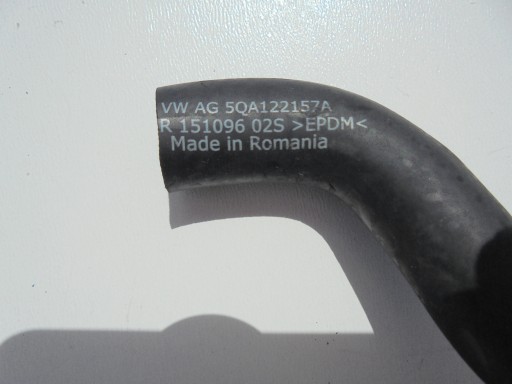 VW AG 5QA122157A
R 151096 02S >EPDM<
Made in Romania